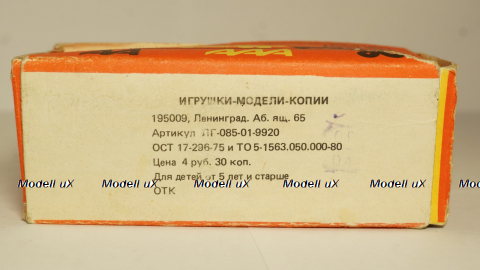 ИГРУШКИ-МОДЕЛИ-КОПИИ
195009, Ленинград. Аб. ящ. 65
Артикул ЛГ-085-01-9920
ОСТ 17-296-75 и ТО 5-1563.050.000-80
Цена 4 руб. 30 коп.
Для детей от 5 лет и старше
ОТК
Modell uX Modell uX Modell uX Modell uX Modell uX Modell uX